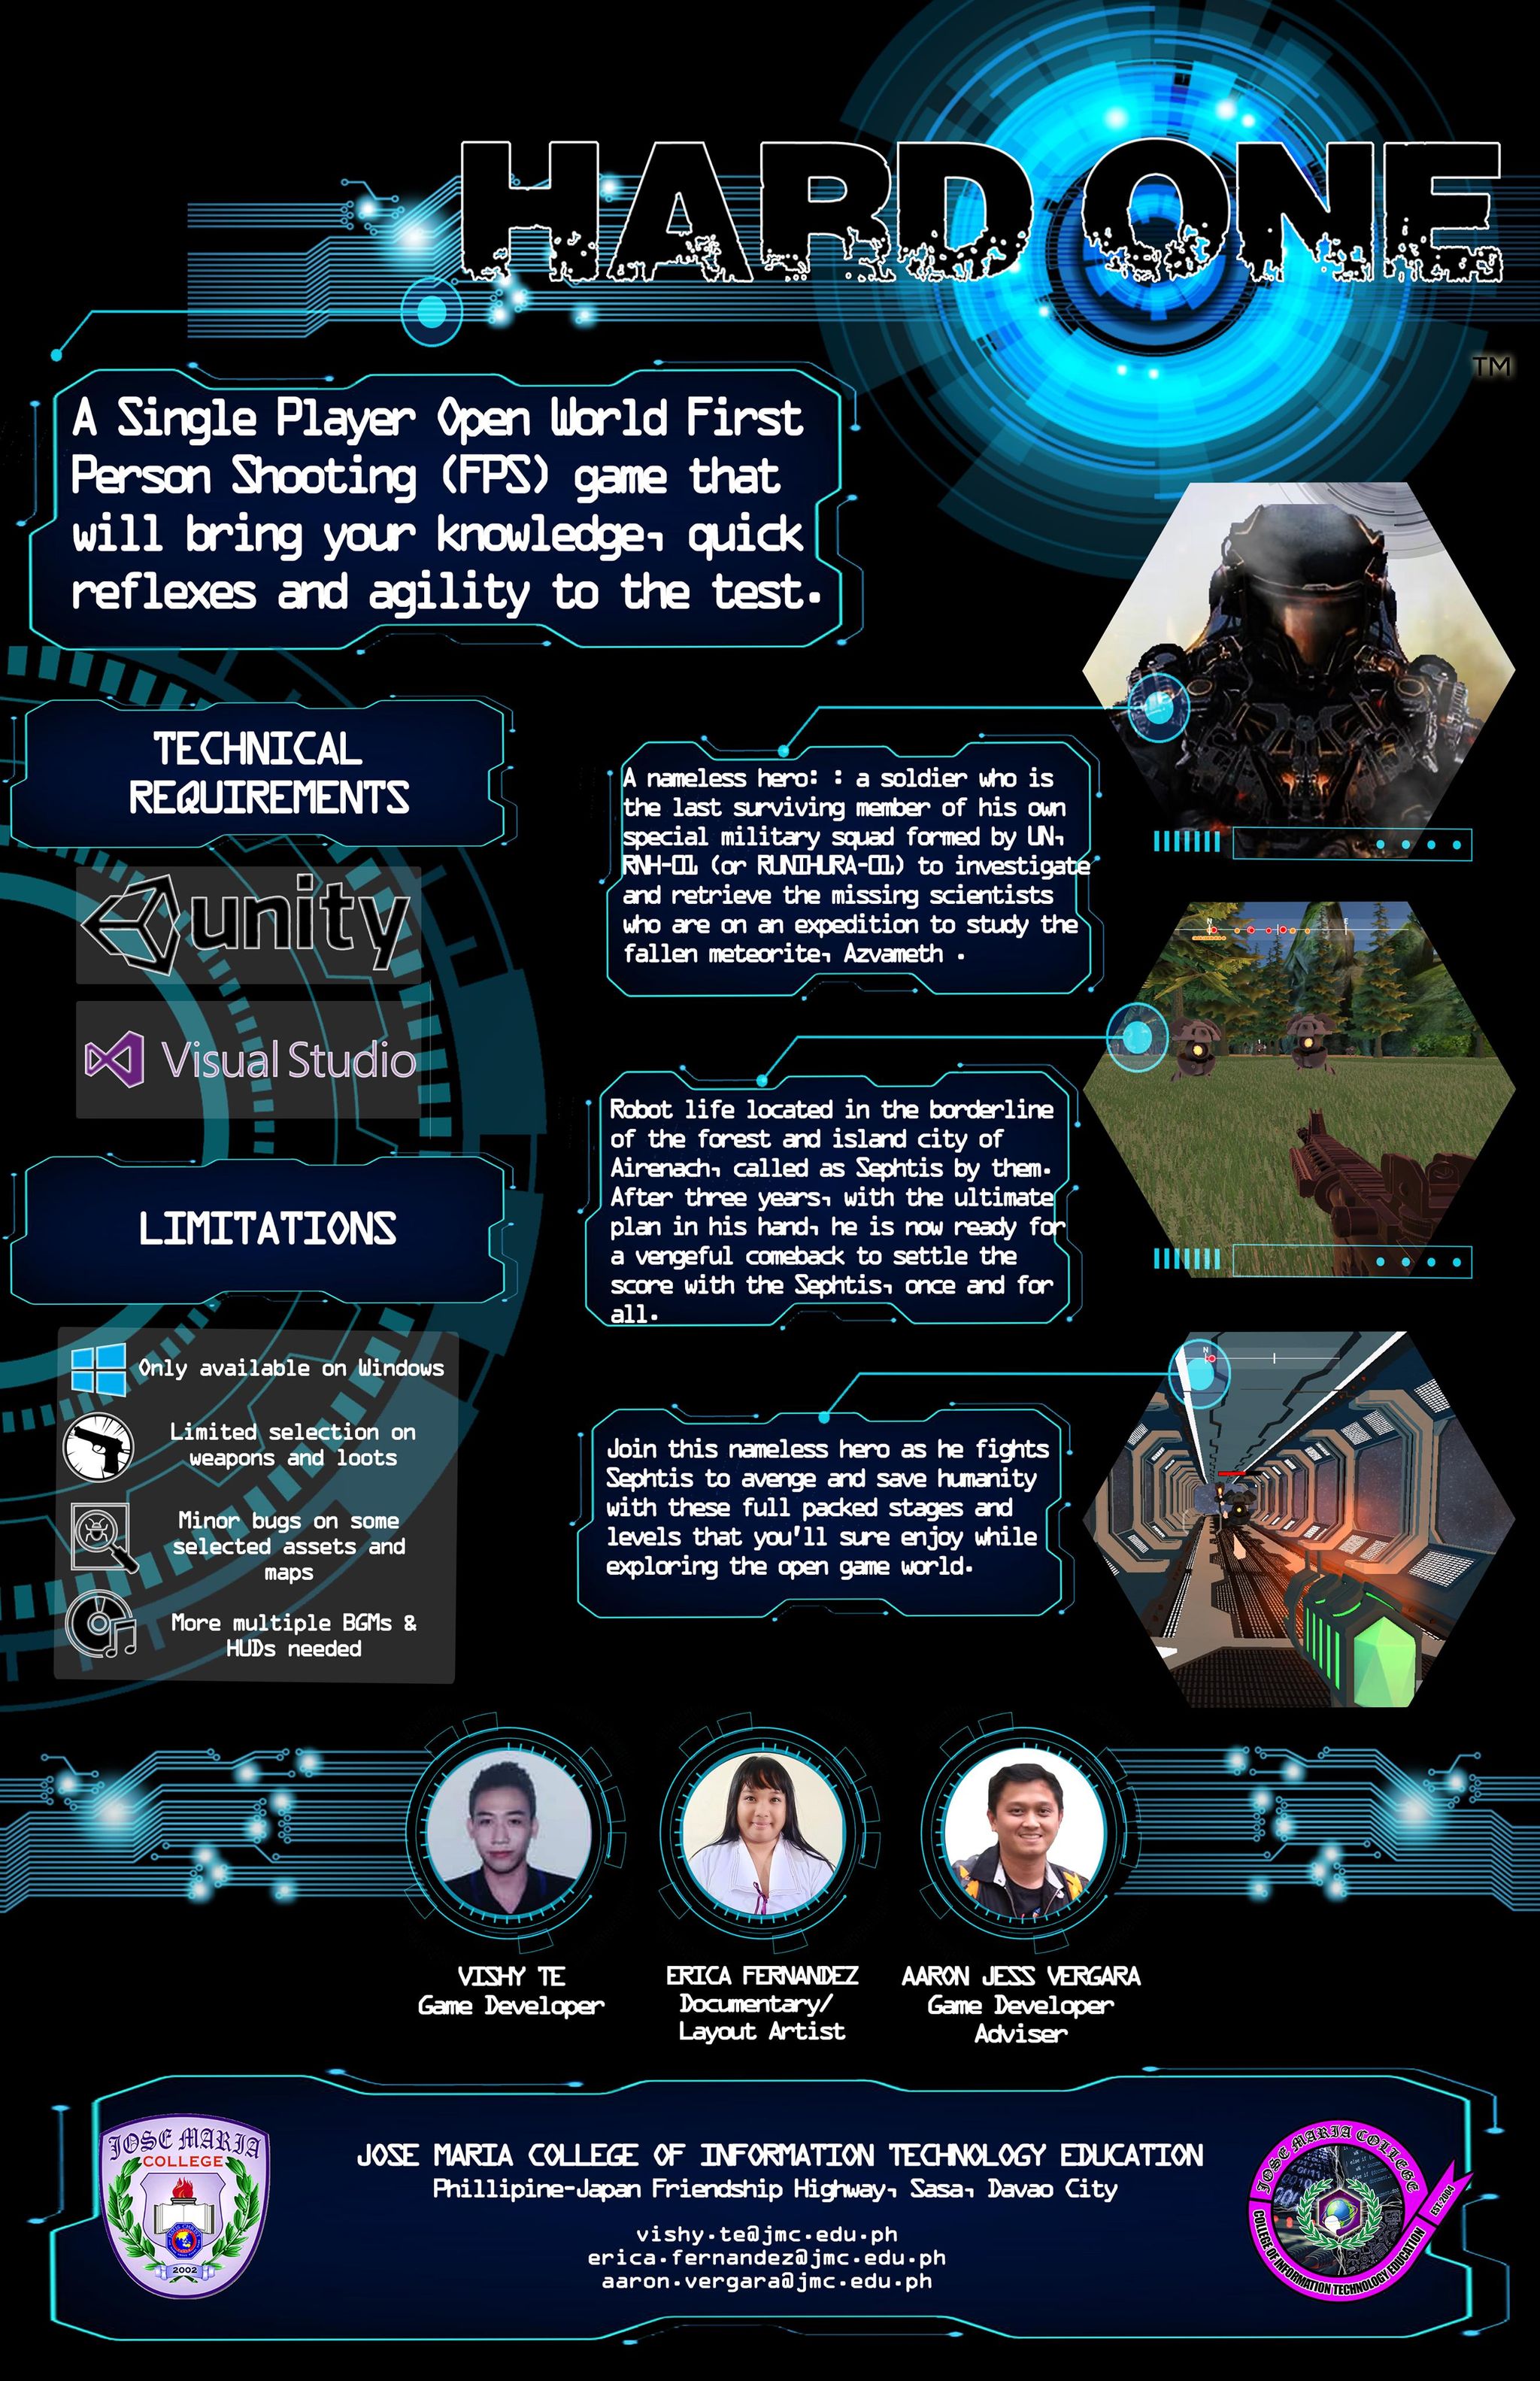 HARD ONE
TM
A Single Player Open World First
Person Shooting (FPS) game that
will bring your knowledge, quick
reflexes and agility to the test.
TECHNICAL
REQUIREMENTS
unity
Visual Studio
LIMITATIONS
Only available on Windows
Limited selection on
weapons and loots
Minor bugs on some
selected assets and
maps
More multiple BGMs &
HUDs needed
A nameless hero: : a soldier who is
the last surviving member of his own
special military squad formed by UN,
RNH-01 (or RUNIHURA-01) to investigate
and retrieve the missing scientists
who are on an expedition to study the
fallen meteorite, Azvameth .
N
E
Robot life located in the borderline
of the forest and island city of
Airenach, called as Sephtis by them.
After three years, with the ultimate
plan in his hand, he is now ready for
a vengeful comeback to settle the
score with the Sephtis, once and for
all.
N
Join this nameless hero as he fights
Sephtis to avenge and save humanity
with these full packed stages and
levels that you'll sure enjoy while
exploring the open game world.
VISHY TE
Game Developer
ERICA FERNANDEZ
Documentary/
Layout Artist
AARON JESS VERGARA
Game Developer
Adviser
JOSE MARIA
COLLEGE
2002
JOSE MARIA COLLEGE OF INFORMATION TECHNOLOGY EDUCATION
Phillipine-Japan Friendship Highway, Sasa, Davao City
vishy.te@jmc.edu.ph
erica.fernandez@jmc.edu.ph
aaron.vergara@jmc.edu.ph
JOSE MARIA COLLEGE
COLLEGE OF INFORMATION TECHNOLOGY EDUCATION
EST.2004